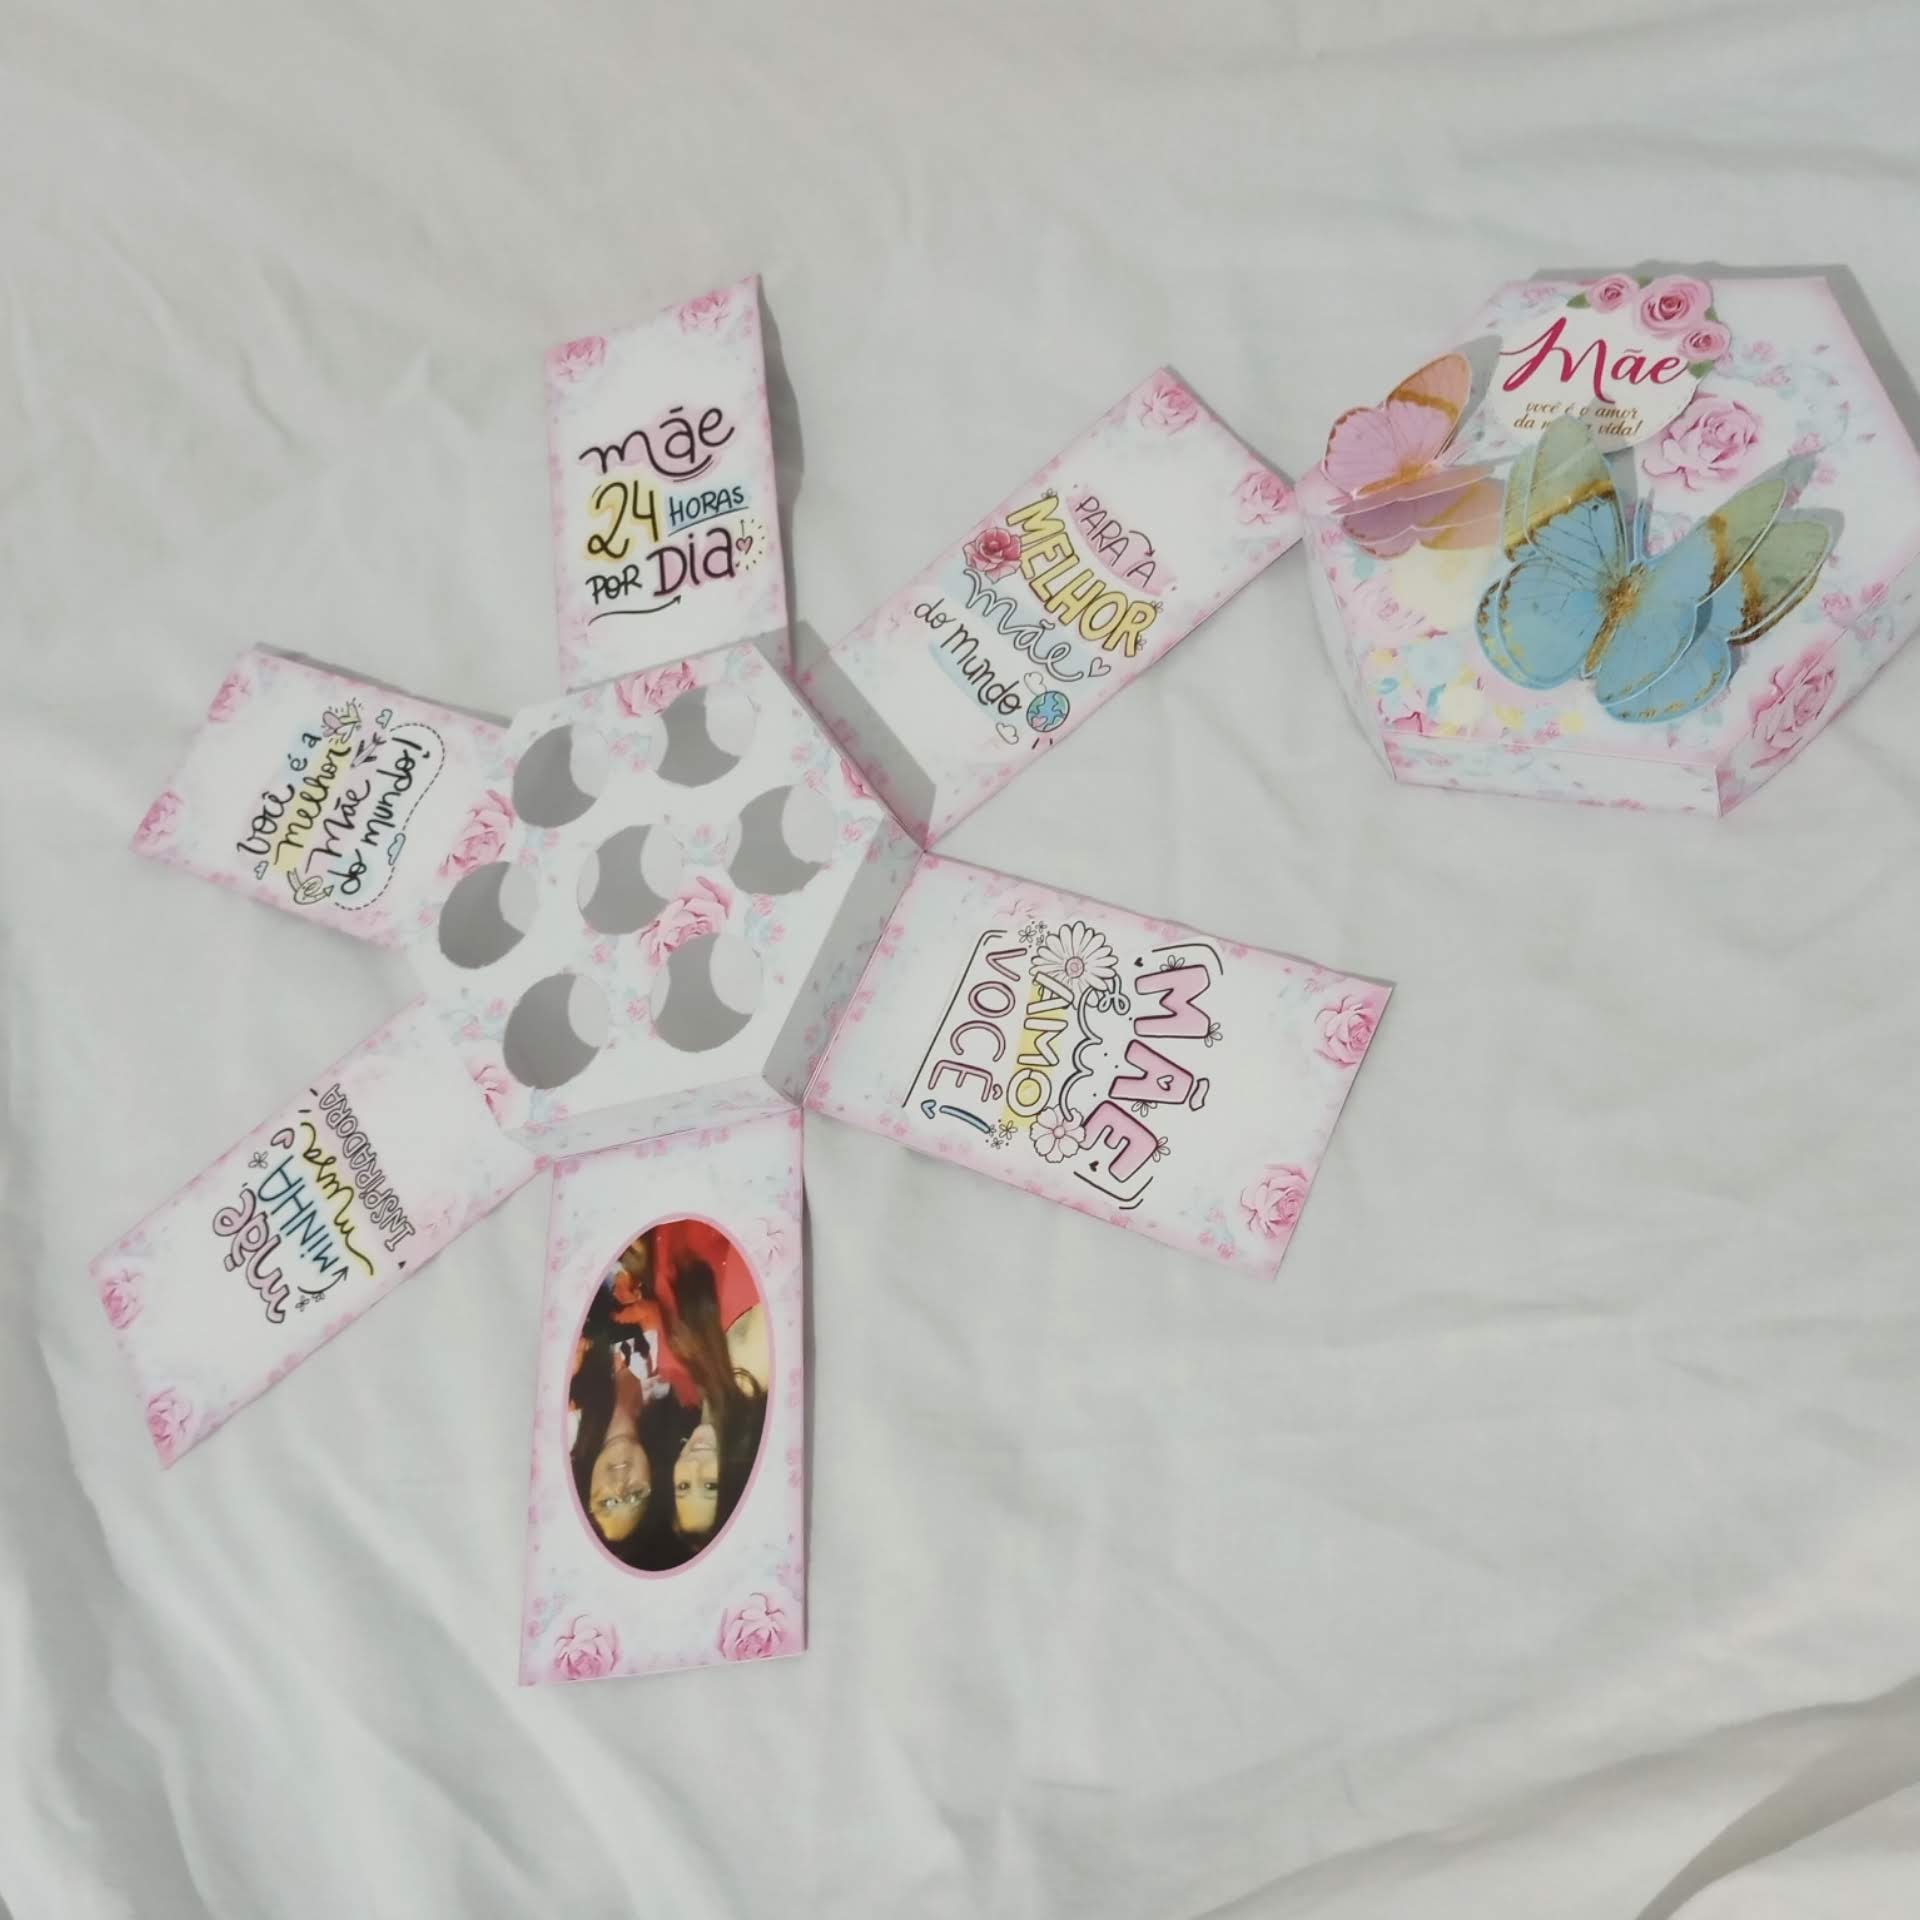 mãe
24 HORAS
POR DIA!
PARA A
MELHOR
mãe
do mundo
Mãe
você é o amor
da vida!
você é a
melhor
mãe
do mundo!
MÃE
AMO
VOCÊ!
mãe
MINHA
musa
INSPIRADORA